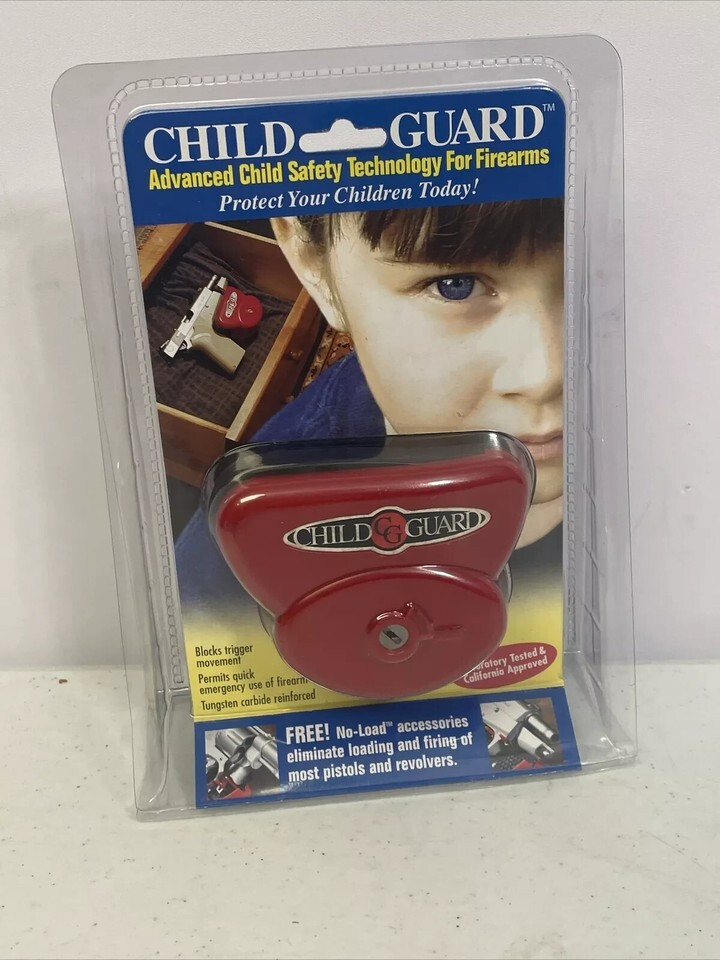 CHILD GUARD™
Advanced Child Safety Technology For Firearms
Protect Your Children Today!
CHILD CG GUARD
Blocks trigger
movement
Permits quick
emergency use of firearm
Tungsten carbide reinforced
Tested &
California Approved
FREE! No-Load™ accessories
eliminate loading and firing of
most pistols and revolvers.